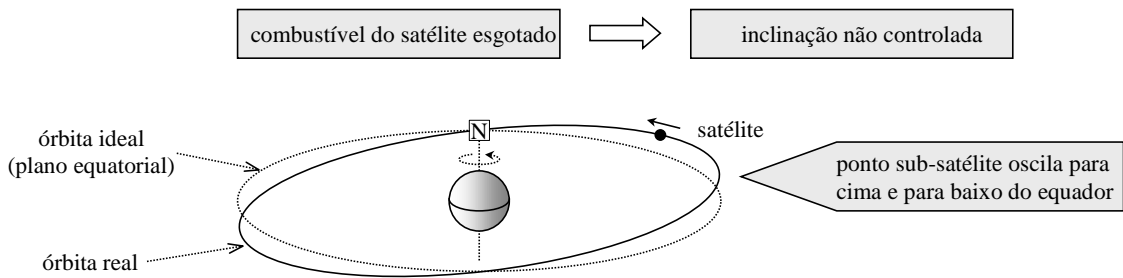 combustível do satélite esgotado
inclinação não controlada
órbita ideal
(plano equatorial)
N
satélite
ponto sub-satélite oscila para
cima e para baixo do equador
órbita real